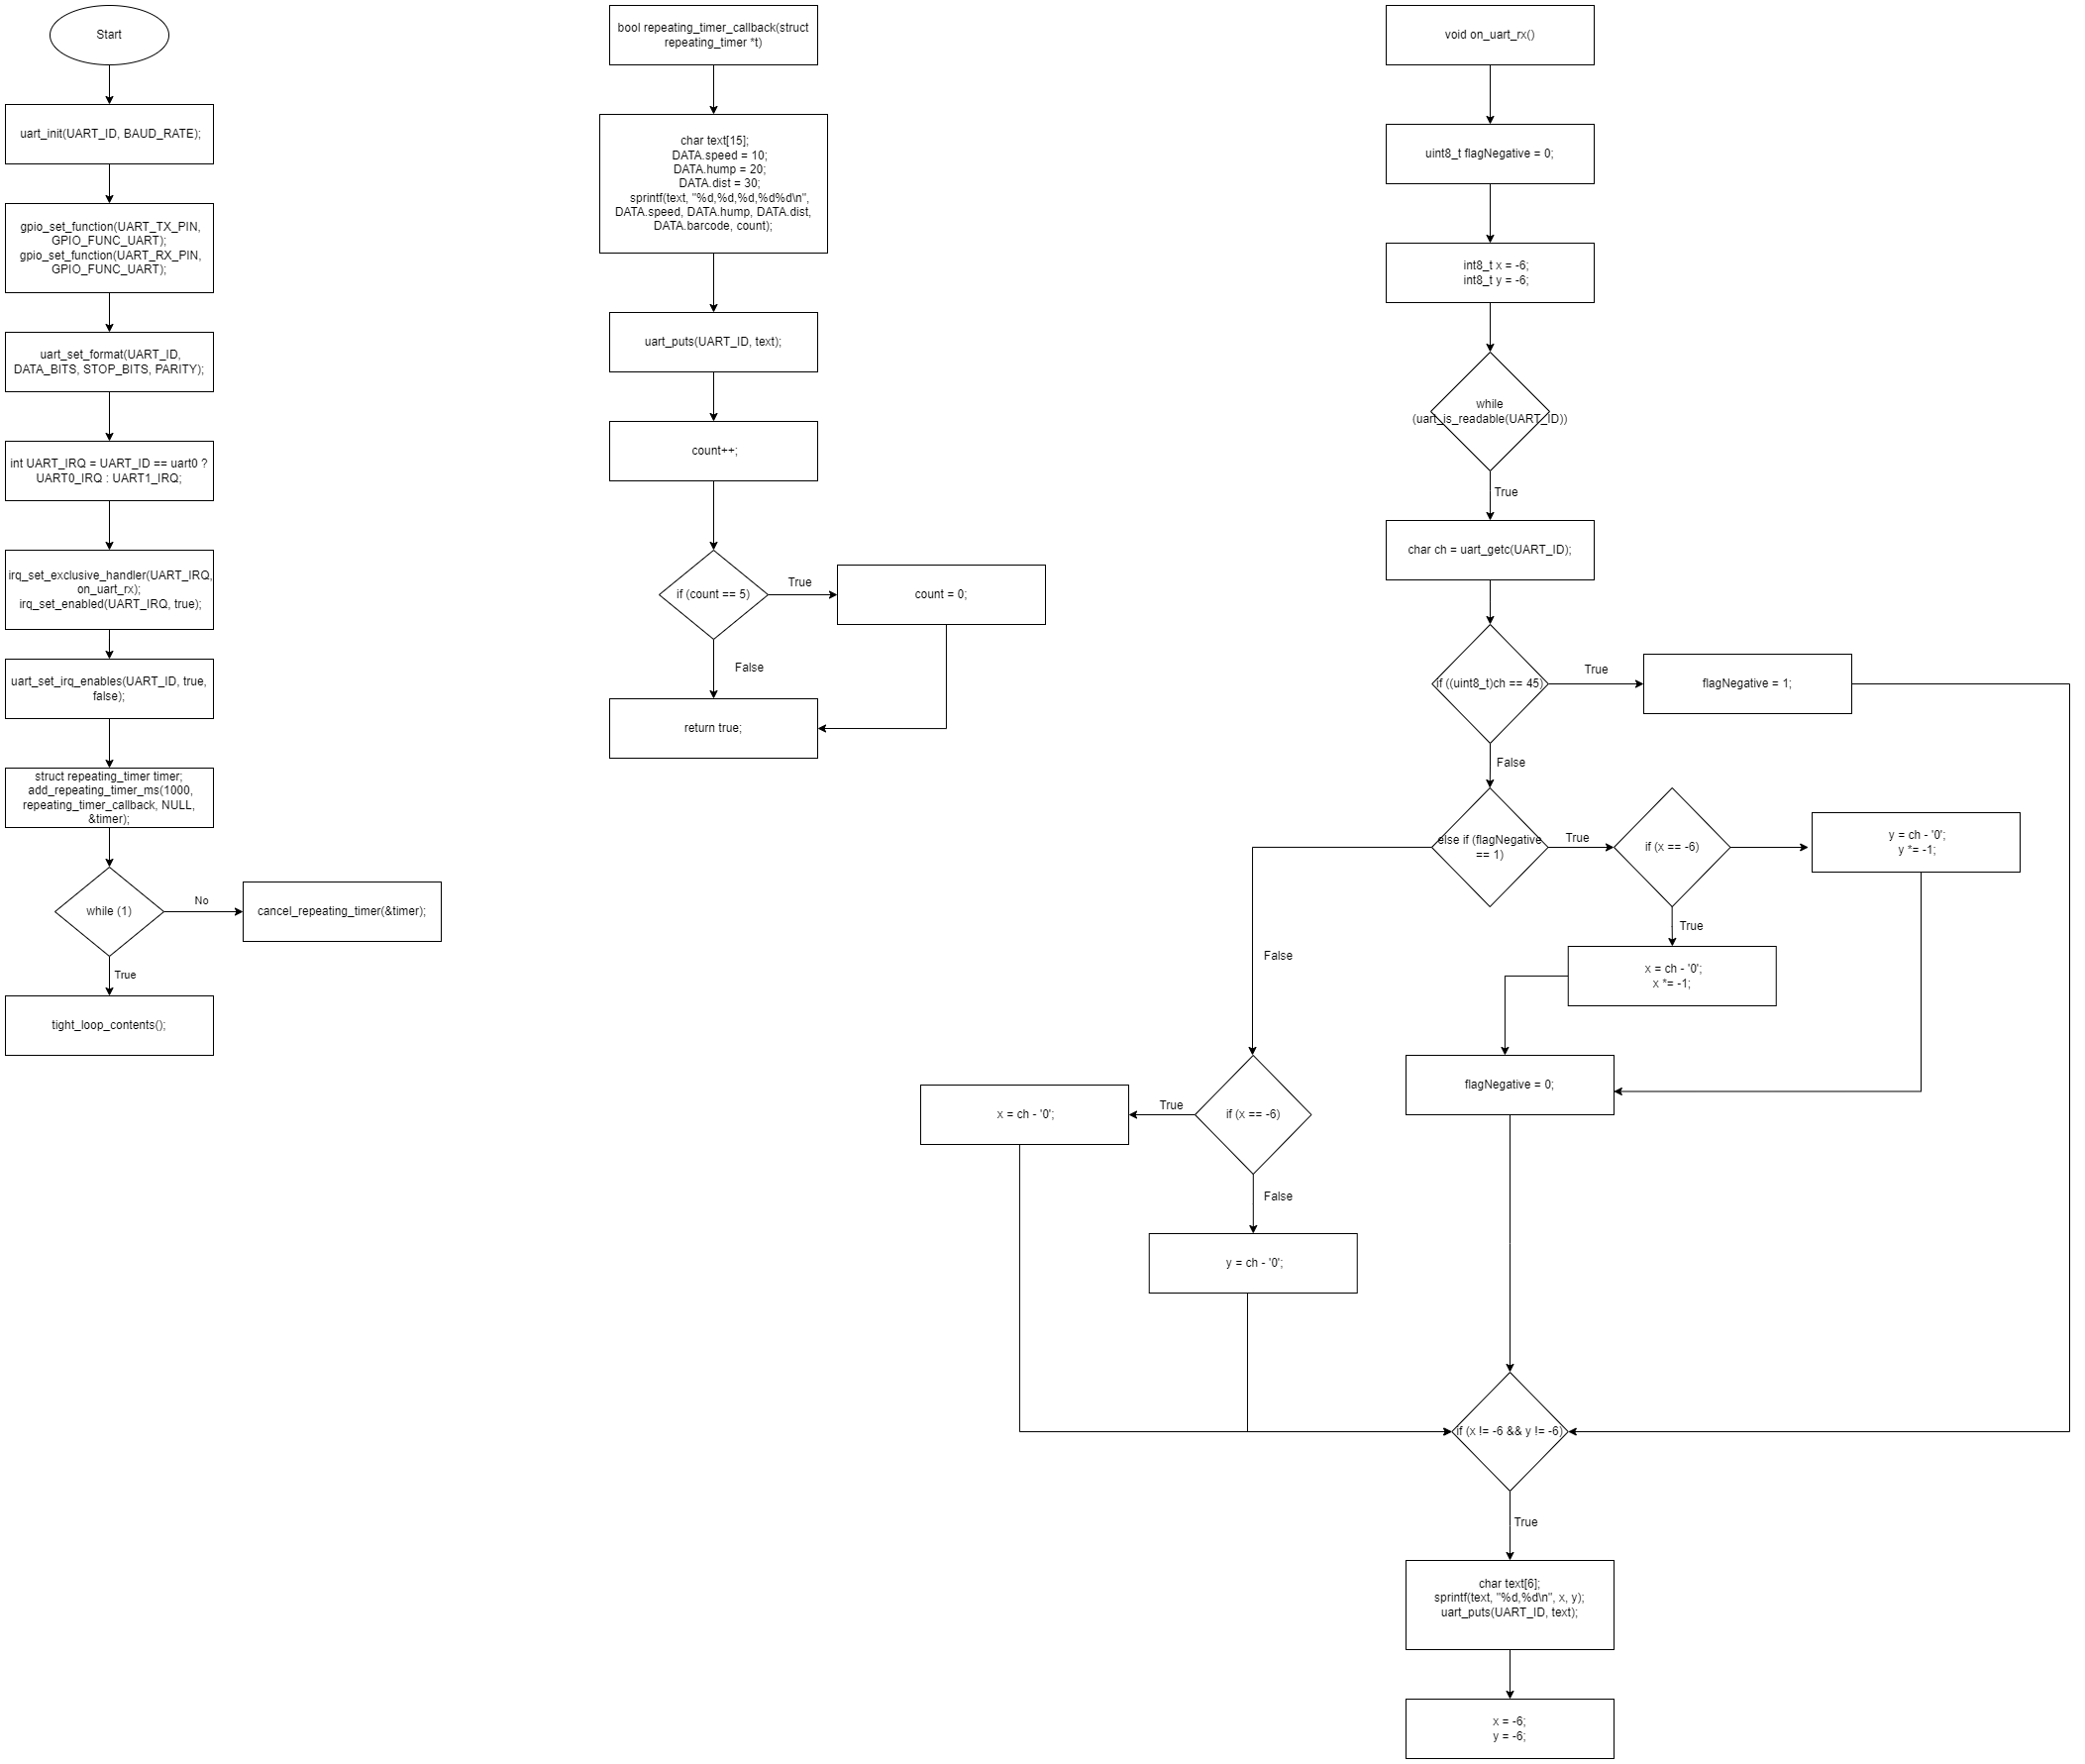 Start
uart_init(UART_ID, BAUD_RATE);
gpio_set_function(UART_TX_PIN,
GPIO_FUNC_UART);
gpio_set_function(UART_RX_PIN,
GPIO_FUNC_UART);
uart_set_format(UART_ID,
DATA_BITS, STOP_BITS, PARITY);
int UART_IRQ = UART_ID == uart0 ?
UART0_IRQ : UART1_IRQ;
irq_set_exclusive_handler(UART_IRQ,
on_uart_rx);
irq_set_enabled(UART_IRQ, true);
uart_set_irq_enables(UART_ID, true,
false);
struct repeating_timer timer;
add_repeating_timer_ms(1000,
repeating_timer_callback, NULL,
&timer);
while (1)
No
cancel_repeating_timer(&timer);
True
tight_loop_contents();
bool repeating_timer_callback(struct
repeating_timer *t)
char text[15];
DATA.speed = 10;
DATA.hump = 20;
DATA.dist = 30;
sprintf(text, "%d,%d,%d,%d%d\n",
DATA.speed, DATA.hump, DATA.dist,
DATA.barcode, count);
uart_puts(UART_ID, text);
count++;
if (count == 5)
True
count = 0;
False
return true;
void on_uart_rx()
uint8_t flagNegative = 0;
int8_t x = -6;
int8_t y = -6;
while
(uart_is_readable(UART_ID))
True
char ch = uart_getc(UART_ID);
if ((uint8_t)ch == 45)
True
flagNegative = 1;
False
else if (flagNegative
== 1)
True
if (x == -6)
y = ch - '0';
y *= -1;
True
x = ch - '0';
x *= -1;
False
flagNegative = 0;
if (x == -6)
True
x = ch - '0';
False
y = ch - '0';
if (x != -6 && y != -6)
True
char text[6];
sprintf(text, "%d,%d\n", x, y);
uart_puts(UART_ID, text);
x = -6;
y = -6;